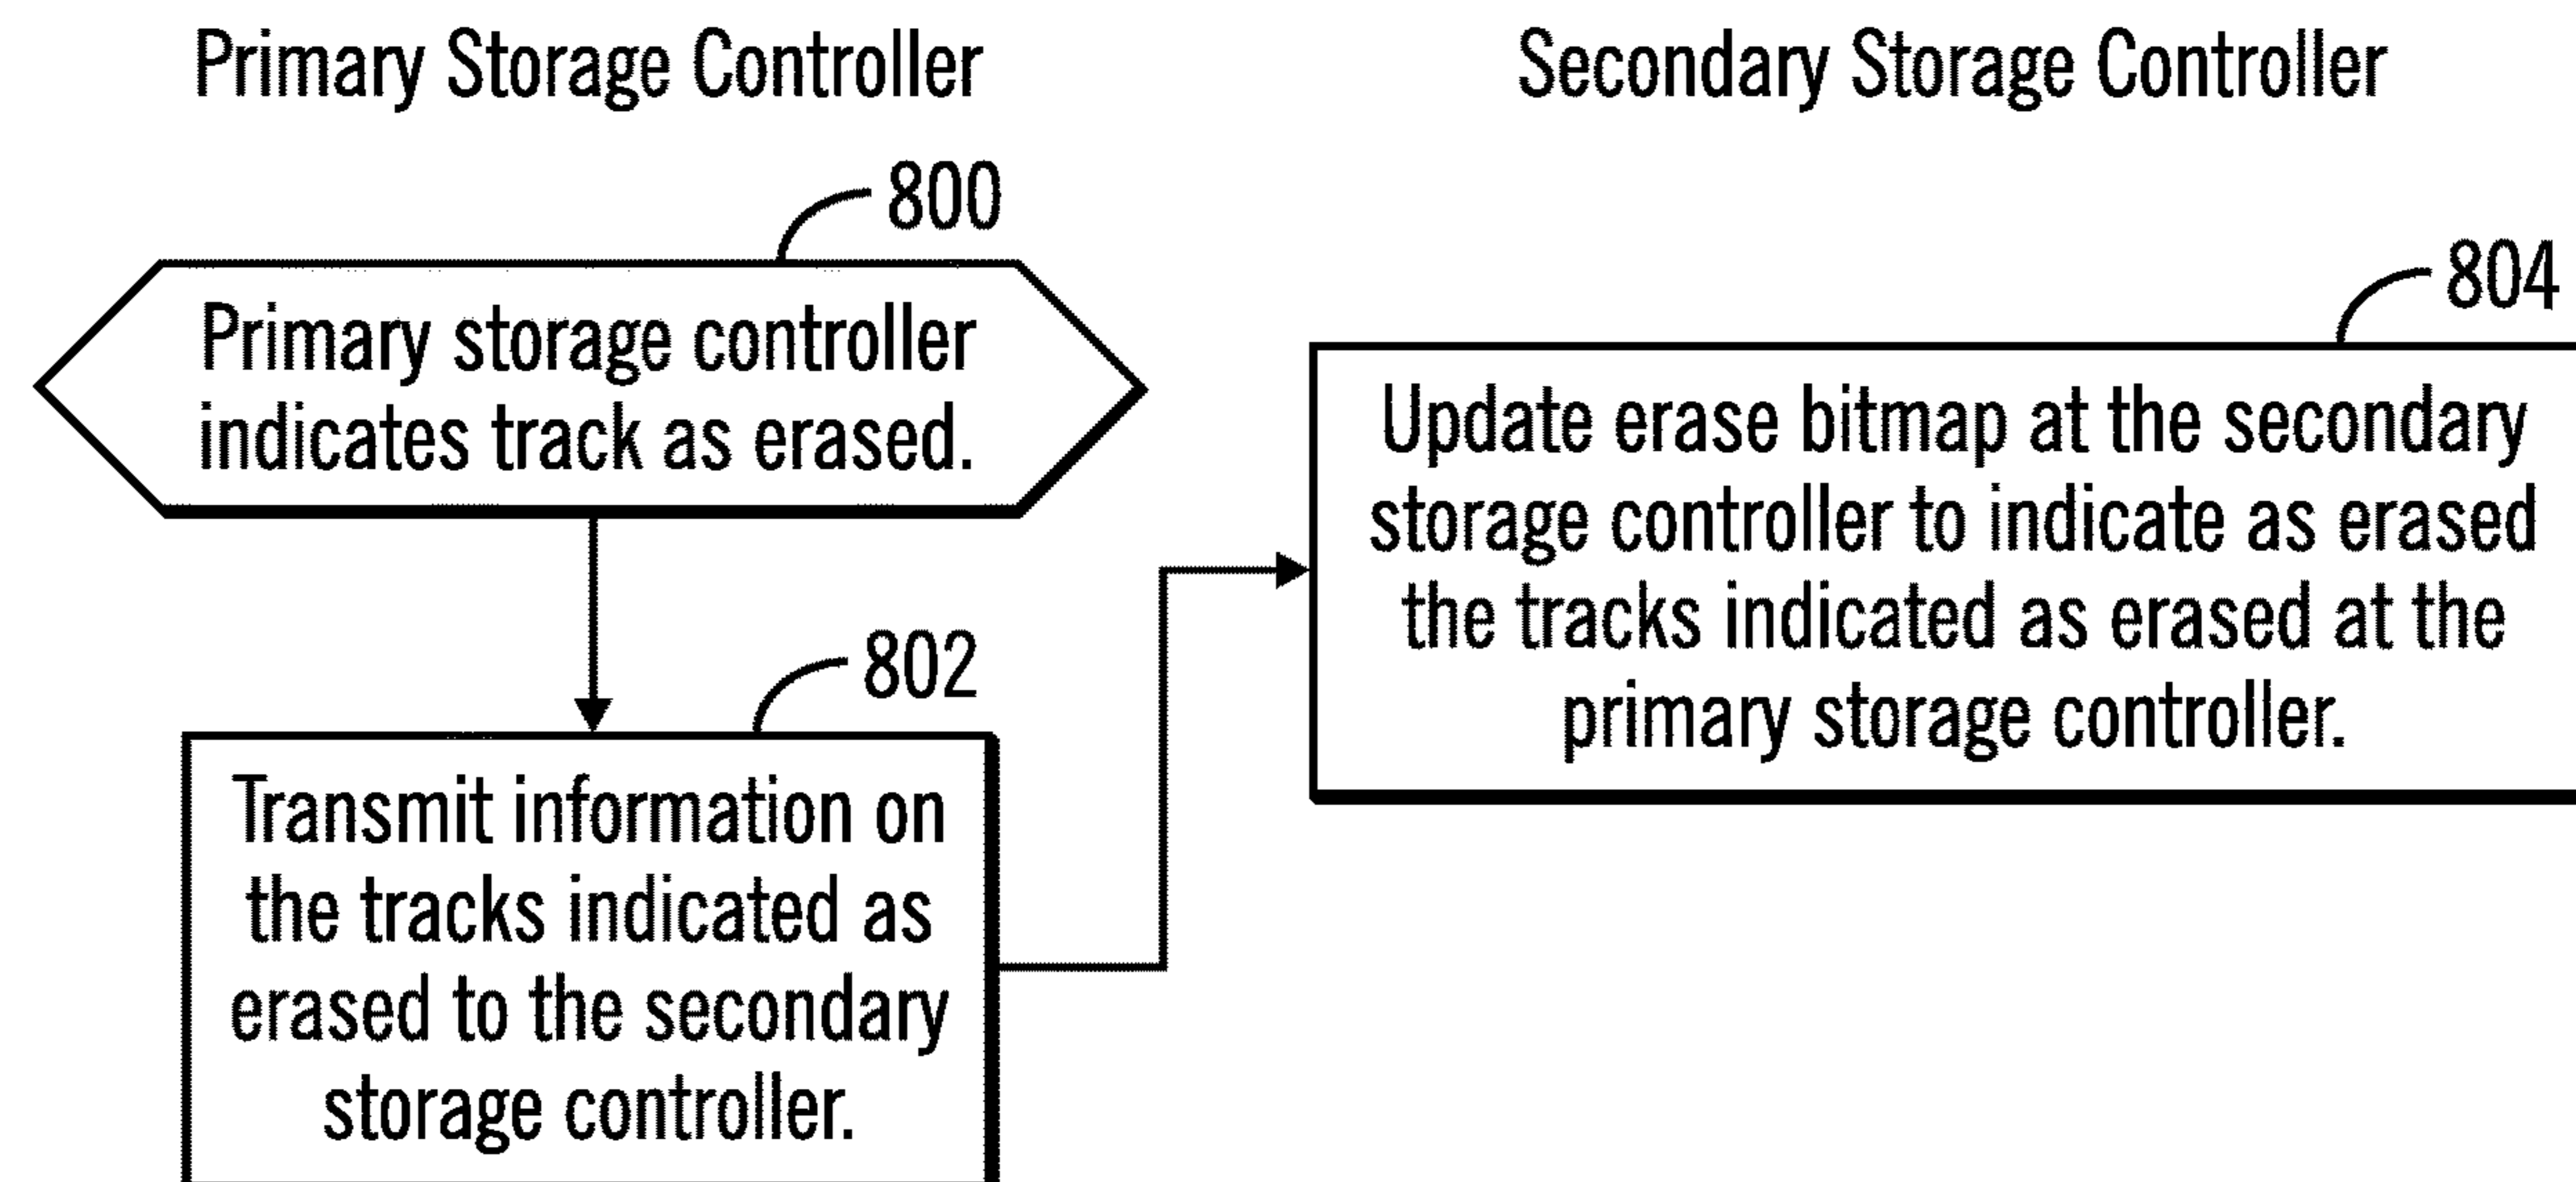 Primary Storage Controller
Secondary Storage Controller
800
Primary storage controller
indicates track as erased.
802
Transmit information on
the tracks indicated as
erased to the secondary
storage controller.
804
Update erase bitmap at the secondary
storage controller to indicate as erased
the tracks indicated as erased at the
primary storage controller.